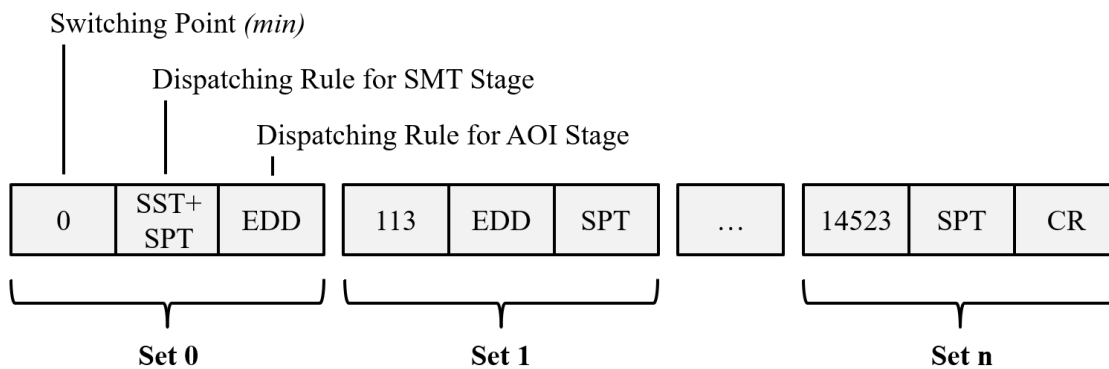 Switching Point (min)
Dispatching Rule for SMT Stage
Dispatching Rule for AOI Stage
0
SST+
SPT
EDD
113
EDD
SPT
...
14523
SPT
CR
Set 0
Set 1
Set n